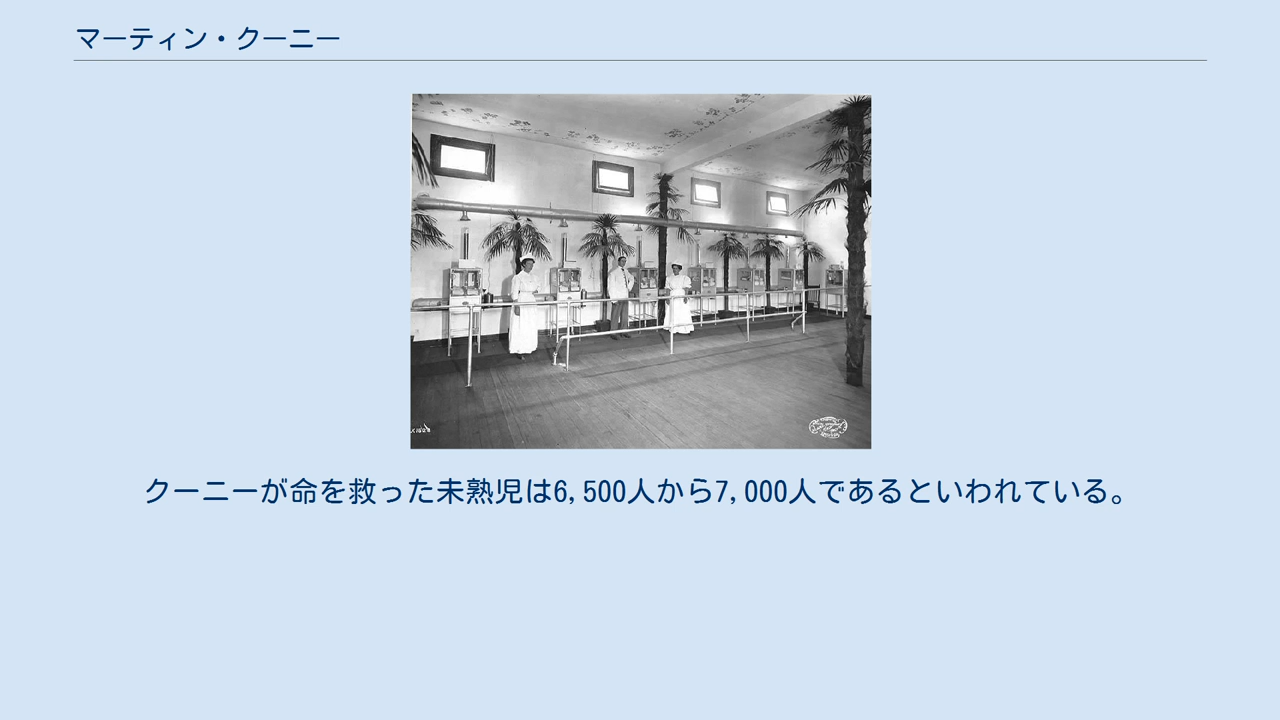 マーティン・クーニー
クーニーが命を救った未熟児は6,500人から7,000人であるといわれている。